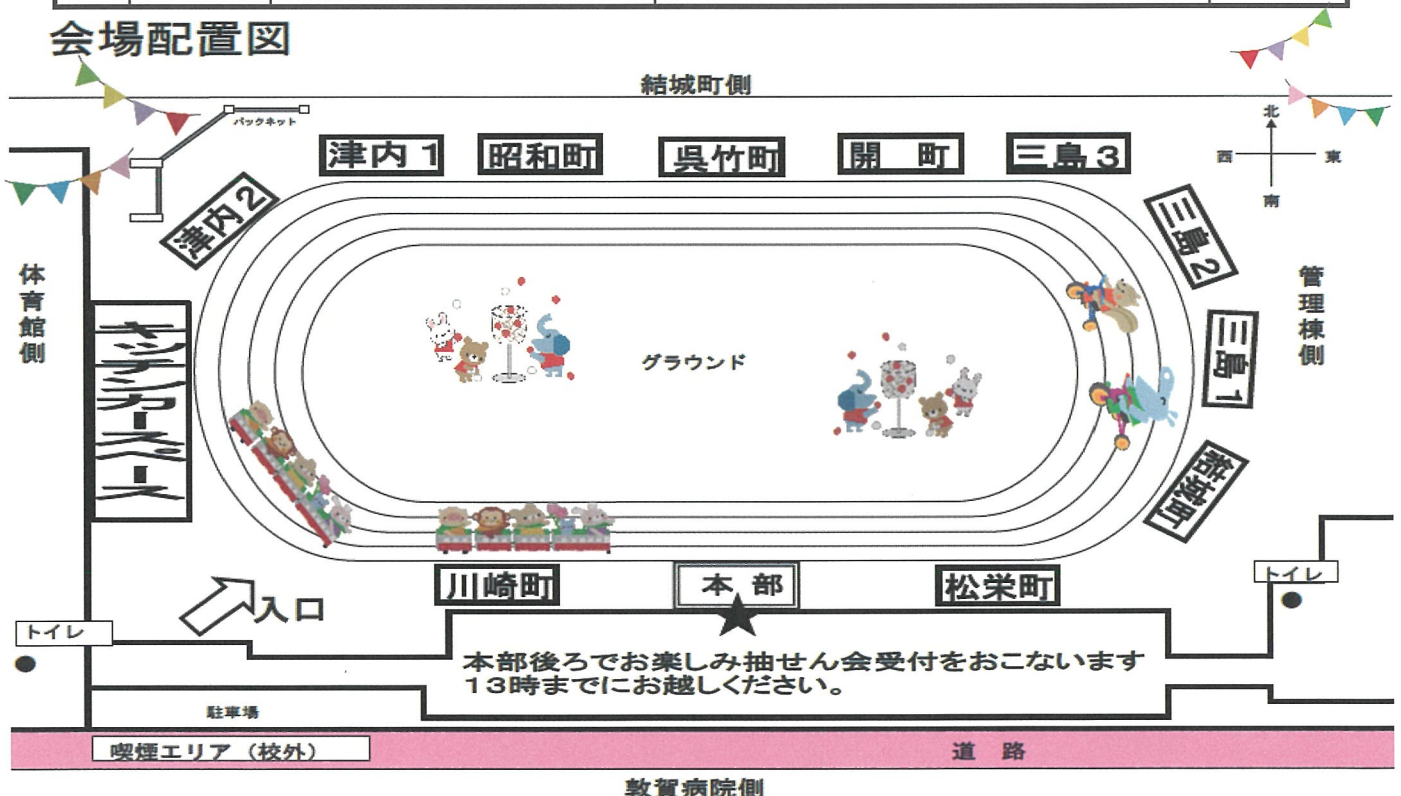 会場配置図
結城町側
バックネット
北
西
東
南
津内1
昭和町
呉竹町
開 町
三島3
津内2
三島2
三島1
結城町
体育館側
管理棟側
キッチンカースペース
グラウンド
川崎町
本 部
松栄町
入口
トイレ
トイレ
本部後ろでお楽しみ抽せん会受付をおこないます
13時までにお越しください。
駐車場
喫煙エリア（校外）
道 路
敦賀病院側